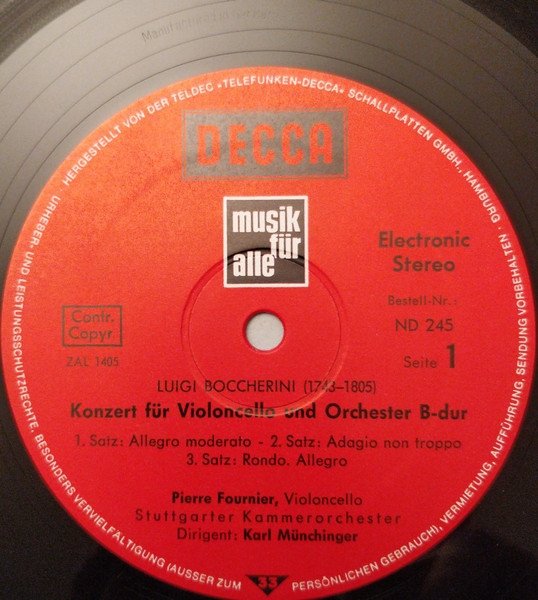 Manufactured
HERGESTELLT VON DER TELDEC »TELEFUNKEN-DECCA« SCHALLPLATTEN GMBH., HAMBURG
URHEBER- UND LEISTUNGSSCHUTZRECHTE, BESONDERS VERVIELFÄLTIGUNG (AUSSER ZUM PERSÖNLICHEN GEBRAUCH), VERMIETUNG, AUFFÜHRUNG, SENDUNG VORBEHALTEN
DECCA
musik
für
alle
Electronic
Stereo
Contr.
Copyr.
Bestell-Nr.:
ND 245
ZAL 1405
Seite 1
LUIGI BOCCHERINI (1743–1805)
Konzert für Violoncello und Orchester B-dur
1. Satz: Allegro moderato - 2. Satz: Adagio non troppo
3. Satz: Rondo. Allegro
Pierre Fournier, Violoncello
Stuttgarter Kammerorchester
Dirigent: Karl Münchinger
33